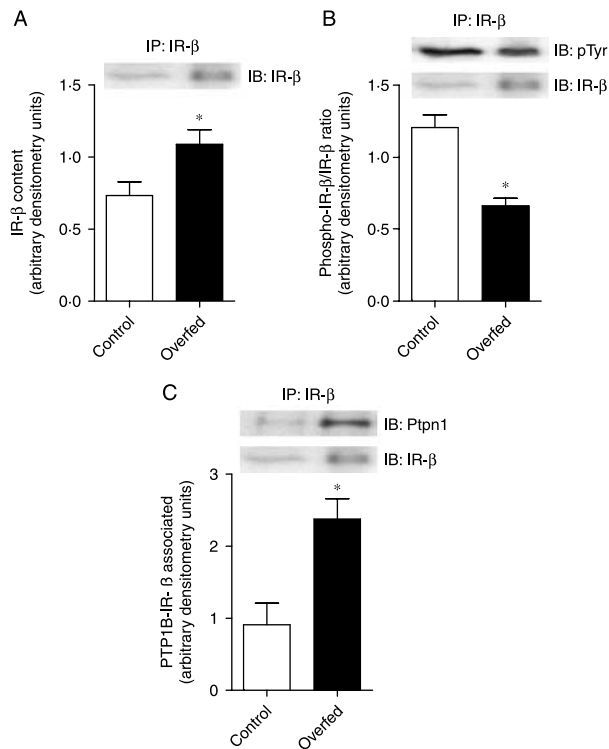 A
IP: IR-β
IB: IR-β
1·5
1·0
0·5
0·0
IR-β content
(arbitrary densitometry units)
*
Control
Overfed
B
IP: IR-β
IB: pTyr
IB: IR-β
1·5
1·0
0·5
0·0
Phospho-IR-β/IR-β ratio
(arbitrary densitometry units)
*
Control
Overfed
C
IP: IR-β
IB: Ptpn1
IB: IR-β
3
2
1
0
PTP1B-IR- β associated
(arbitrary densitometry units)
*
Control
Overfed